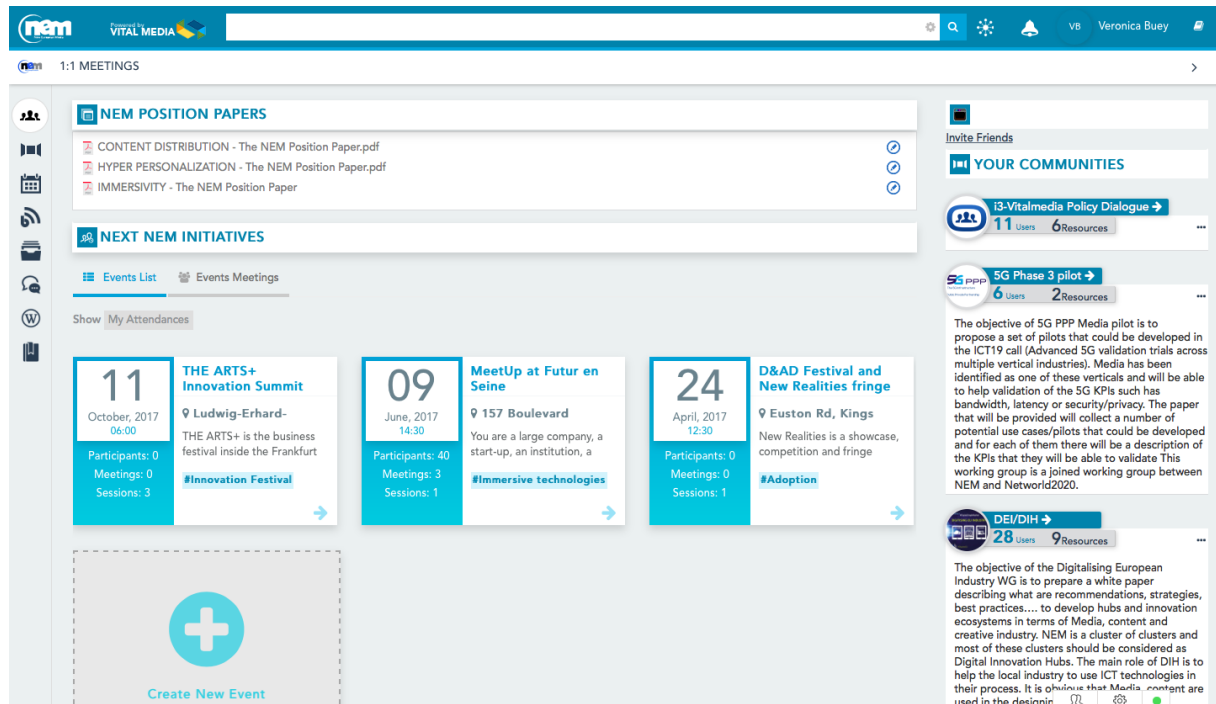 nem
Powered by
VITAL MEDIA
VB
Veronica Buey
nem
1:1 MEETINGS
NEM POSITION PAPERS
CONTENT DISTRIBUTION - The NEM Position Paper.pdf
HYPER PERSONALIZATION - The NEM Position Paper.pdf
IMMERSIVITY - The NEM Position Paper
NEXT NEM INITIATIVES
Events List
Events Meetings
Show My Attendances
11
October, 2017
06:00
Participants: 0
Meetings: 0
Sessions: 3
THE ARTS+
Innovation Summit
Ludwig-Erhard-
THE ARTS+ is the business
festival inside the Frankfurt
#Innovation Festival
09
June, 2017
14:30
Participants: 40
Meetings: 3
Sessions: 1
MeetUp at Futur en
Seine
157 Boulevard
You are a large company, a
start-up, an institution, a
#Immersive technologies
24
April, 2017
12:30
Participants: 0
Meetings: 0
Sessions: 1
D&AD Festival and
New Realities fringe
Euston Rd, Kings
New Realities is a showcase,
competition and fringe
#Adoption
Create New Event
Invite Friends
YOUR COMMUNITIES
i3-Vitalmedia Policy Dialogue
11 Users 6 Resources
5G PPP
5G Phase 3 pilot
6 Users 2 Resources
The objective of 5G PPP Media pilot is to
propose a set of pilots that could be developed in
the ICT19 call (Advanced 5G validation trials across
multiple vertical industries). Media has been
identified as one of these verticals and will be able
to help validation of the 5G KPIs such has
bandwidth, latency or security/privacy. The paper
that will be provided will collect a number of
potential use cases/pilots that could be developed
and for each of them there will be a description of
the KPIs that they will be able to validate This
working group is a joined working group between
NEM and Networld2020.
DEI/DIH
28 Users 9 Resources
The objective of the Digitalising European
Industry WG is to prepare a white paper
describing what are recommendations, strategies,
best practices.... to develop hubs and innovation
ecosystems in terms of Media, content and
creative industry. NEM is a cluster of clusters and
most of these clusters should be considered as
Digital Innovation Hubs. The main role of DIH is to
help the local industry to use ICT technologies in
their process. It is obvious that Media, content are
used in the designin